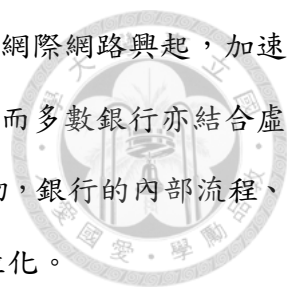 網際網路興起，加速
而多數銀行亦結合虛
，銀行的內部流程、
化。